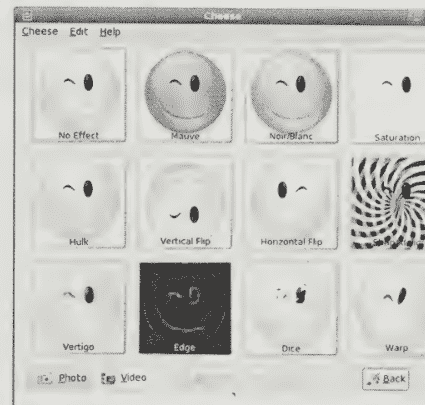 Cheese
Cheese Edit Help
No Effect Mauve Noir/Blanc Saturation
Hulk Vertical Flip Horizontal Flip
Vertigo Edge Dice Warp
Photo Video Back